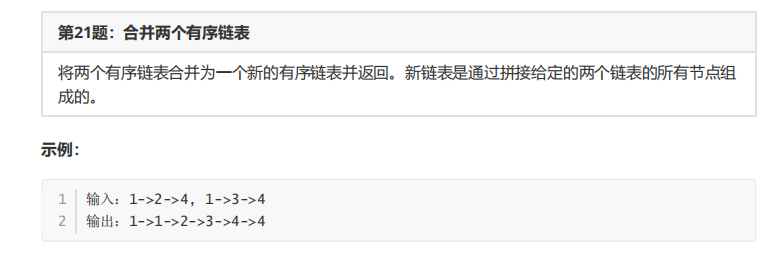 第21题：合并两个有序链表
将两个有序链表合并为一个新的有序链表并返回。新链表是通过拼接给定的两个链表的所有节点组
成的。
示例：
1 输入：1->2->4, 1->3->4
2 输出：1->1->2->3->4->4